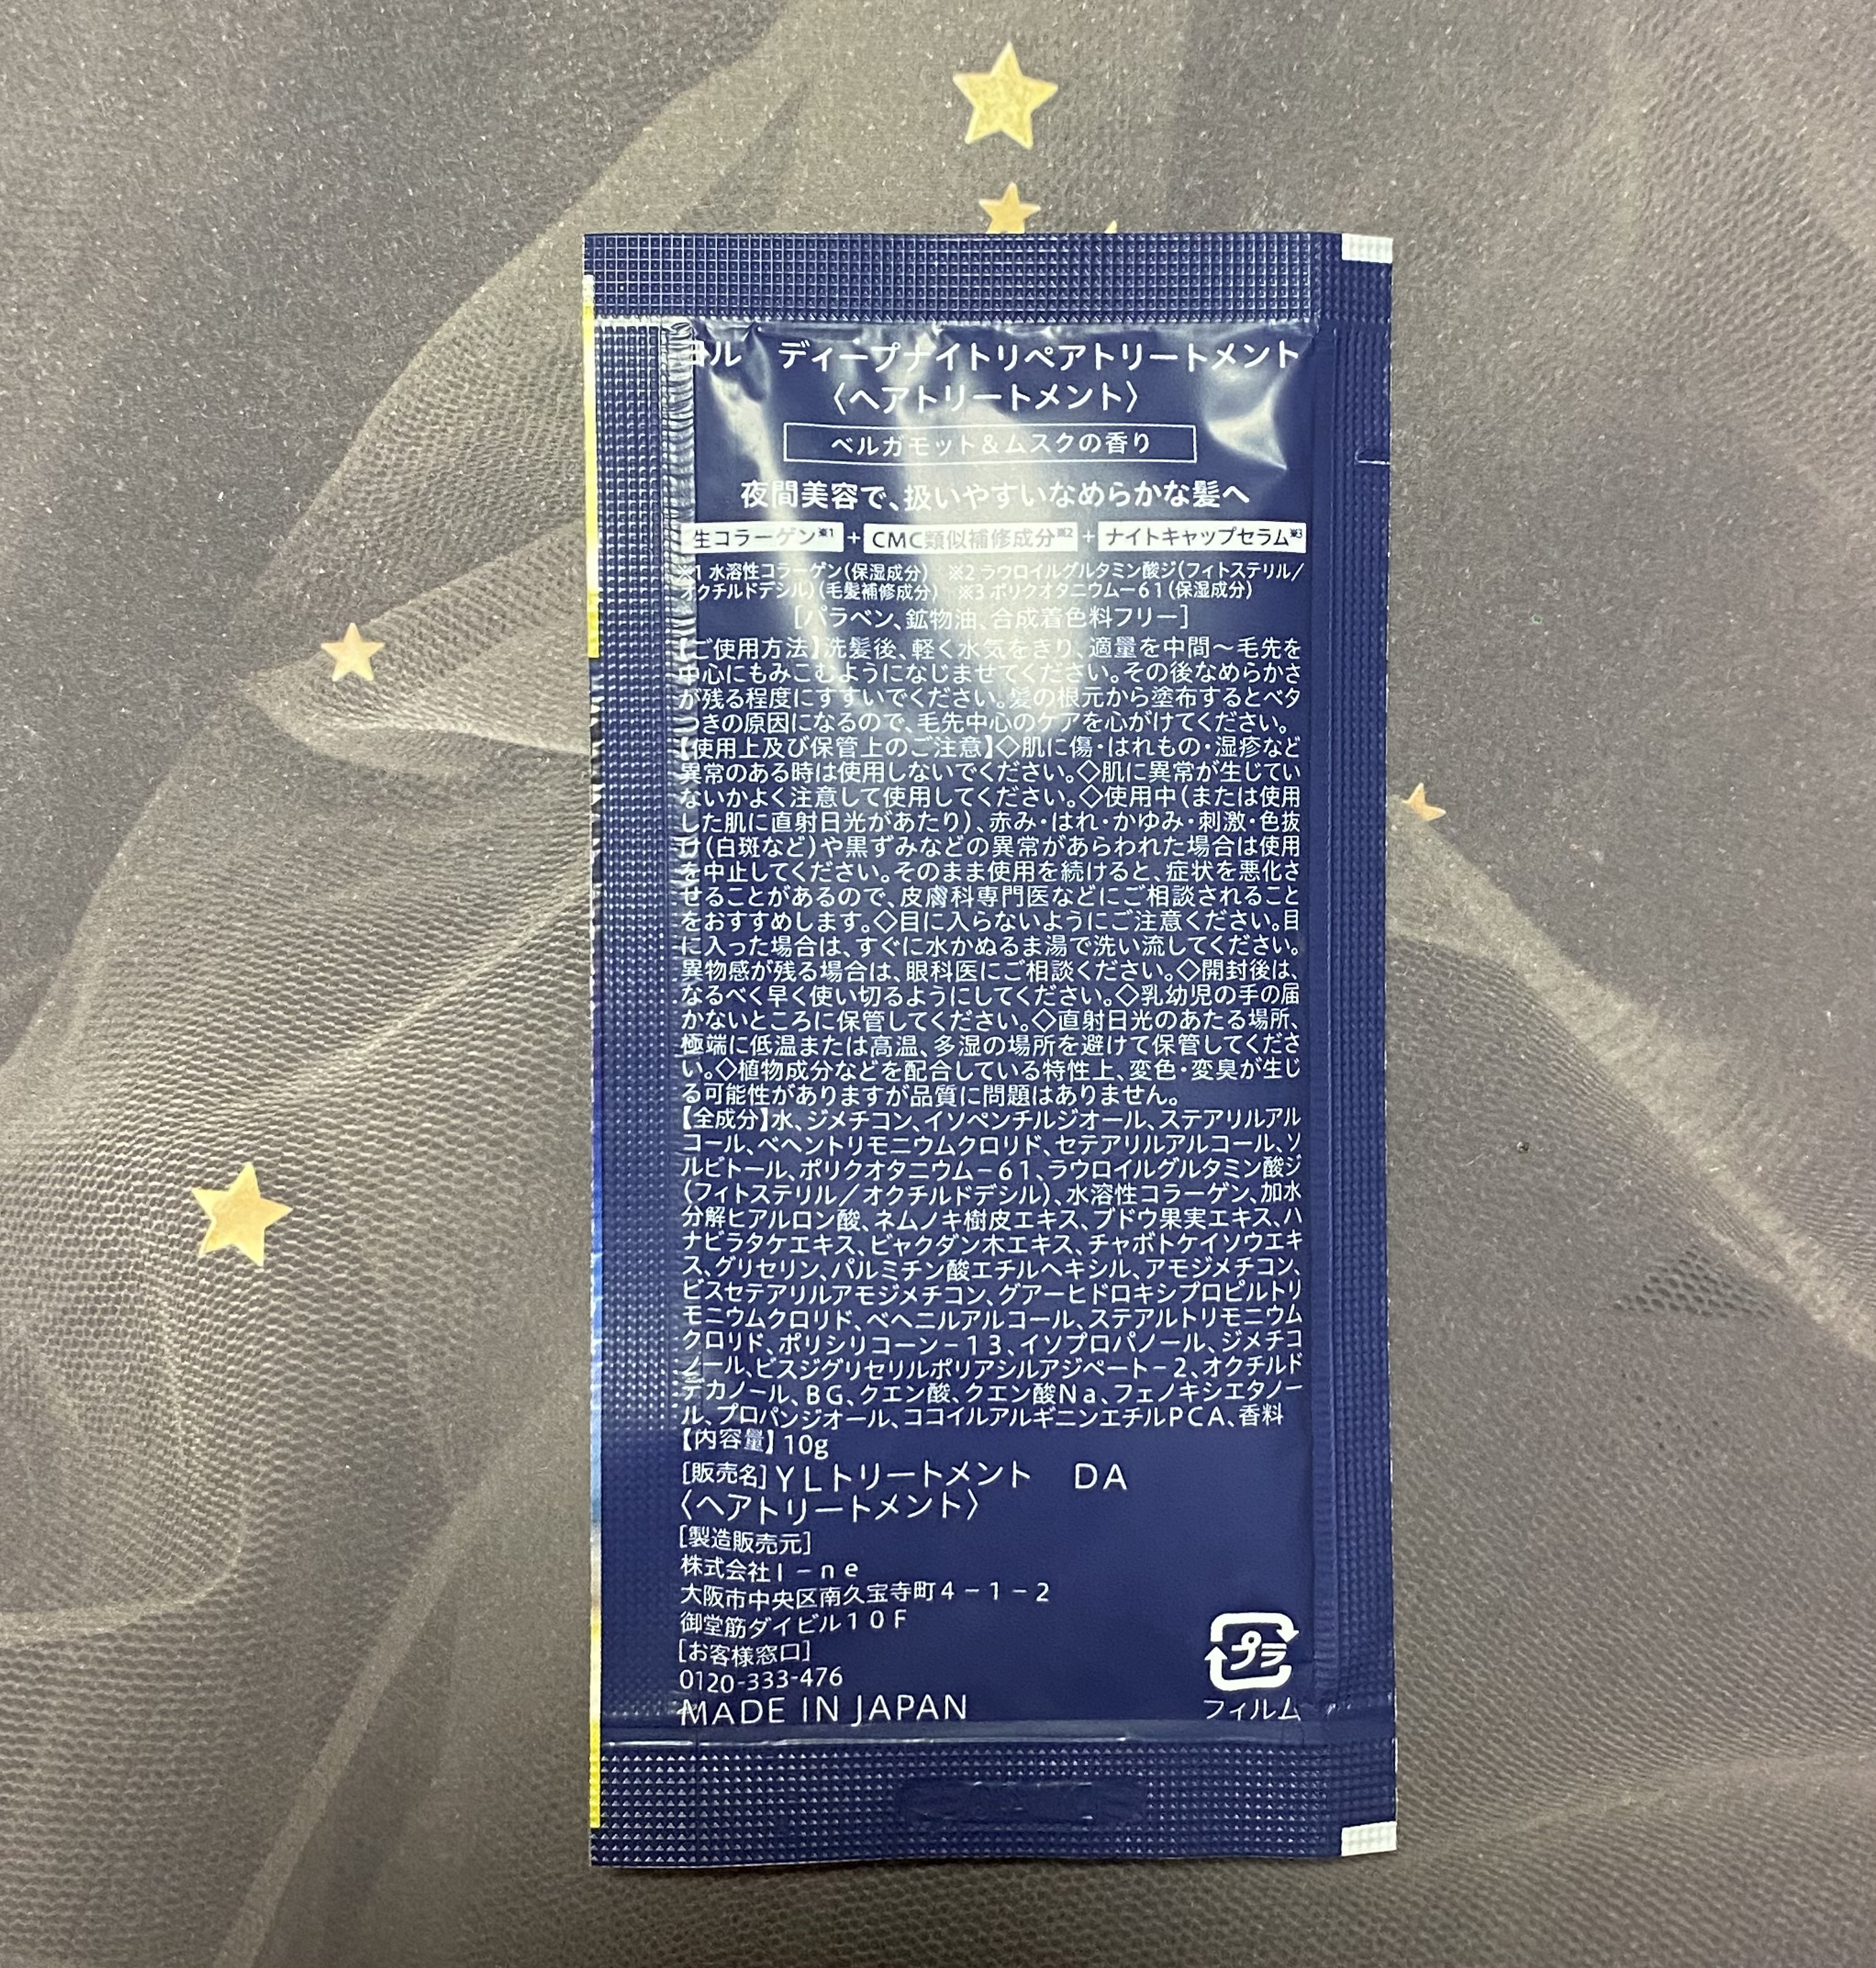 ヨル　ディープナイトリペアトリートメント
〈ヘアトリートメント〉
ベルガモット＆ムスクの香り
夜間美容で、扱いやすいなめらかな髪へ
生コラーゲン※1 + CMC類似補修成分※2 + ナイトキャップセラム※3
※1 水溶性コラーゲン(保湿成分)　※2 ラウロイルグルタミン酸ジ(フィトステリル／
オクチルドデシル)(毛髪補修成分)　※3 ポリクオタニウムー61(保湿成分)
[パラベン、鉱物油、合成着色料フリー]
【ご使用方法】洗髪後、軽く水気をきり、適量を中間〜毛先を
中心にもみこむようになじませてください。その後なめらかさ
が残る程度にすすいでください。髪の根元から塗布するとベタ
つきの原因になるので、毛先中心のケアを心がけてください。
【使用上及び保管上のご注意】◇肌に傷・はれもの・湿疹など
異常のある時は使用しないでください。◇肌に異常が生じてい
ないかよく注意して使用してください。◇使用中(または使用
した肌に直射日光があたり)、赤み・はれ・かゆみ・刺激・色抜
け(白斑など)や黒ずみなどの異常があらわれた場合は使用
を中止してください。そのまま使用を続けると、症状を悪化さ
せることがあるので、皮膚科専門医などにご相談されること
をおすすめします。◇目に入らないようにご注意ください。目
に入った場合は、すぐに水かぬるま湯で洗い流してください。
異物感が残る場合は、眼科医にご相談ください。◇開封後は、
なるべく早く使い切るようにしてください。◇乳幼児の手の届
かないところに保管してください。◇直射日光のあたる場所、
極端に低温または高温、多湿の場所を避けて保管してくださ
い。◇植物成分などを配合している特性上、変色・変臭が生じ
る可能性がありますが品質に問題はありません。
【全成分】水、ジメチコン、イソペンチルジオール、ステアリルアル
コール、ベヘントリモニウムクロリド、セテアリルアルコール、ソ
ルビトール、ポリクオタニウム－61、ラウロイルグルタミン酸ジ
(フィトステリル／オクチルドデシル)、水溶性コラーゲン、加水
分解ヒアルロン酸、ネムノキ樹皮エキス、ブドウ果実エキス、ハ
ナビラタケエキス、ビャクダン木エキス、チャボトケイソウエキ
ス、グリセリン、パルミチン酸エチルヘキシル、アモジメチコン、
ビスセテアリルアモジメチコン、グアーヒドロキシプロピルトリ
モニウムクロリド、ベヘニルアルコール、ステアルトリモニウム
クロリド、ポリシリコーン－13、イソプロパノール、ジメチコ
ノール、ビスジグリセリルポリアシルアジペート－2、オクチルド
デカノール、BG、クエン酸、クエン酸Na、フェノキシエタノー
ル、プロパンジオール、ココイルアルギニンエチルPCA、香料
【内容量】10g
[販売名]YLトリートメント　DA
〈ヘアトリートメント〉
[製造販売元]
株式会社I－ne
大阪市中央区南久宝寺町4－1－2
御堂筋ダイビル10F
[お客様窓口]
0120-333-476
MADE IN JAPAN
プラ
フィルム